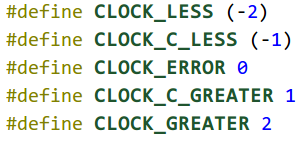 #define CLOCK_LESS (-2)
#define CLOCK_C_LESS (-1)
#define CLOCK_ERROR 0
#define CLOCK_C_GREATER 1
#define CLOCK_GREATER 2